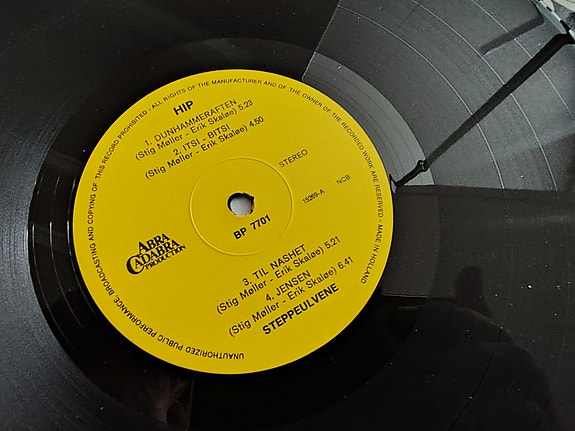 UNAUTHORIZED PUBLIC PERFORMANCE, BROADCASTING AND COPYING OF THIS RECORD PROHIBITED - ALL RIGHTS OF THE MANUFACTURER AND OF THE OWNER OF THE RECORDED WORK ARE RESERVED - MADE IN HOLLAND
HIP
1. DUNHAMMERAFTEN
(Stig Møller - Erik Skaløe) 5.23
2. ITSI - BITSI
(Stig Møller - Erik Skaløe) 4.50
STEREO
15269-A NCB
BP 7701
ABRA
CADABRA
PRODUCTION
3. TIL NASHET
(Stig Møller - Erik Skaløe) 5.21
4. JENSEN
(Stig Møller - Erik Skaløe) 6.41
STEPPEULVENE